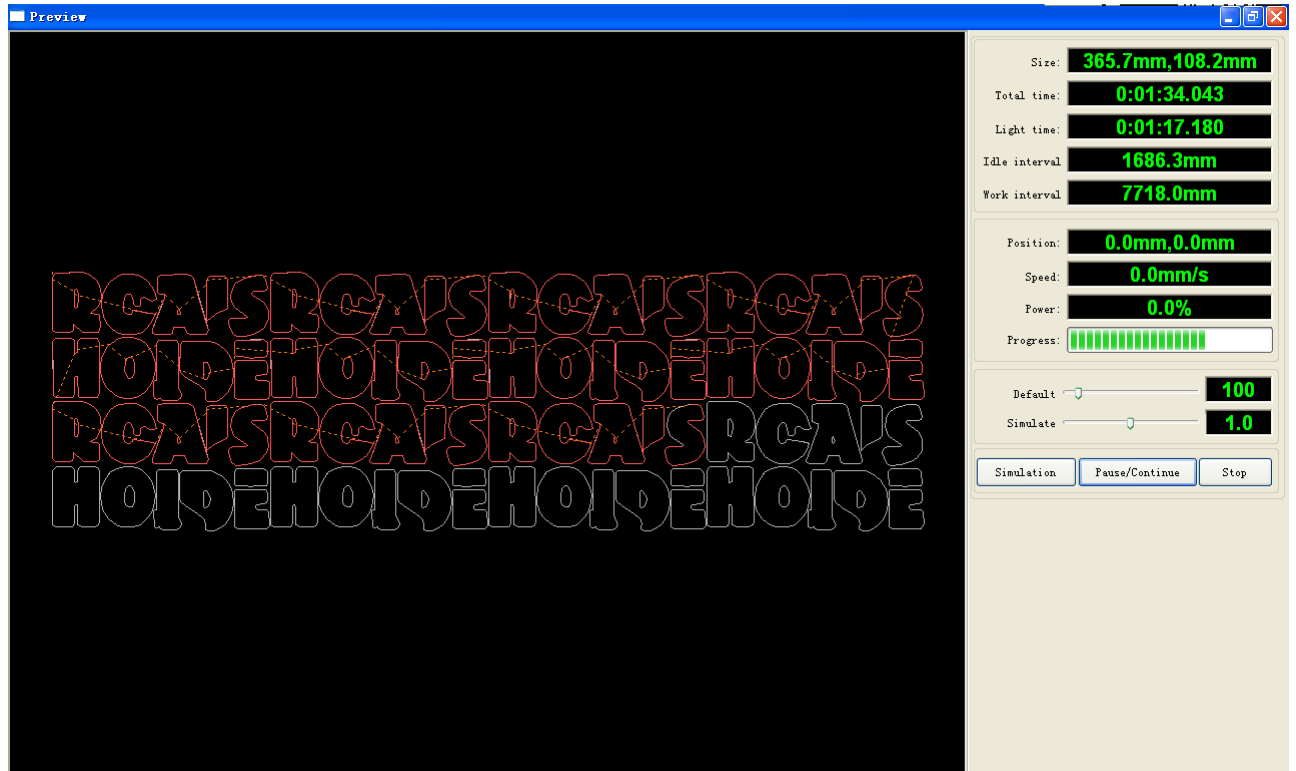 Preview
Size: 365.7mm,108.2mm
Total time: 0:01:34.043
Light time: 0:01:17.180
Idle interval 1686.3mm
Work interval 7718.0mm
Position: 0.0mm,0.0mm
Speed: 0.0mm/s
Power: 0.0%
Progress:
Default 100
Simulate 1.0
Simulation Pause/Continue Stop
RCA'SRCA'SRCA'SRCA'S
RCA'SRCA'SRCA'SRCA'S